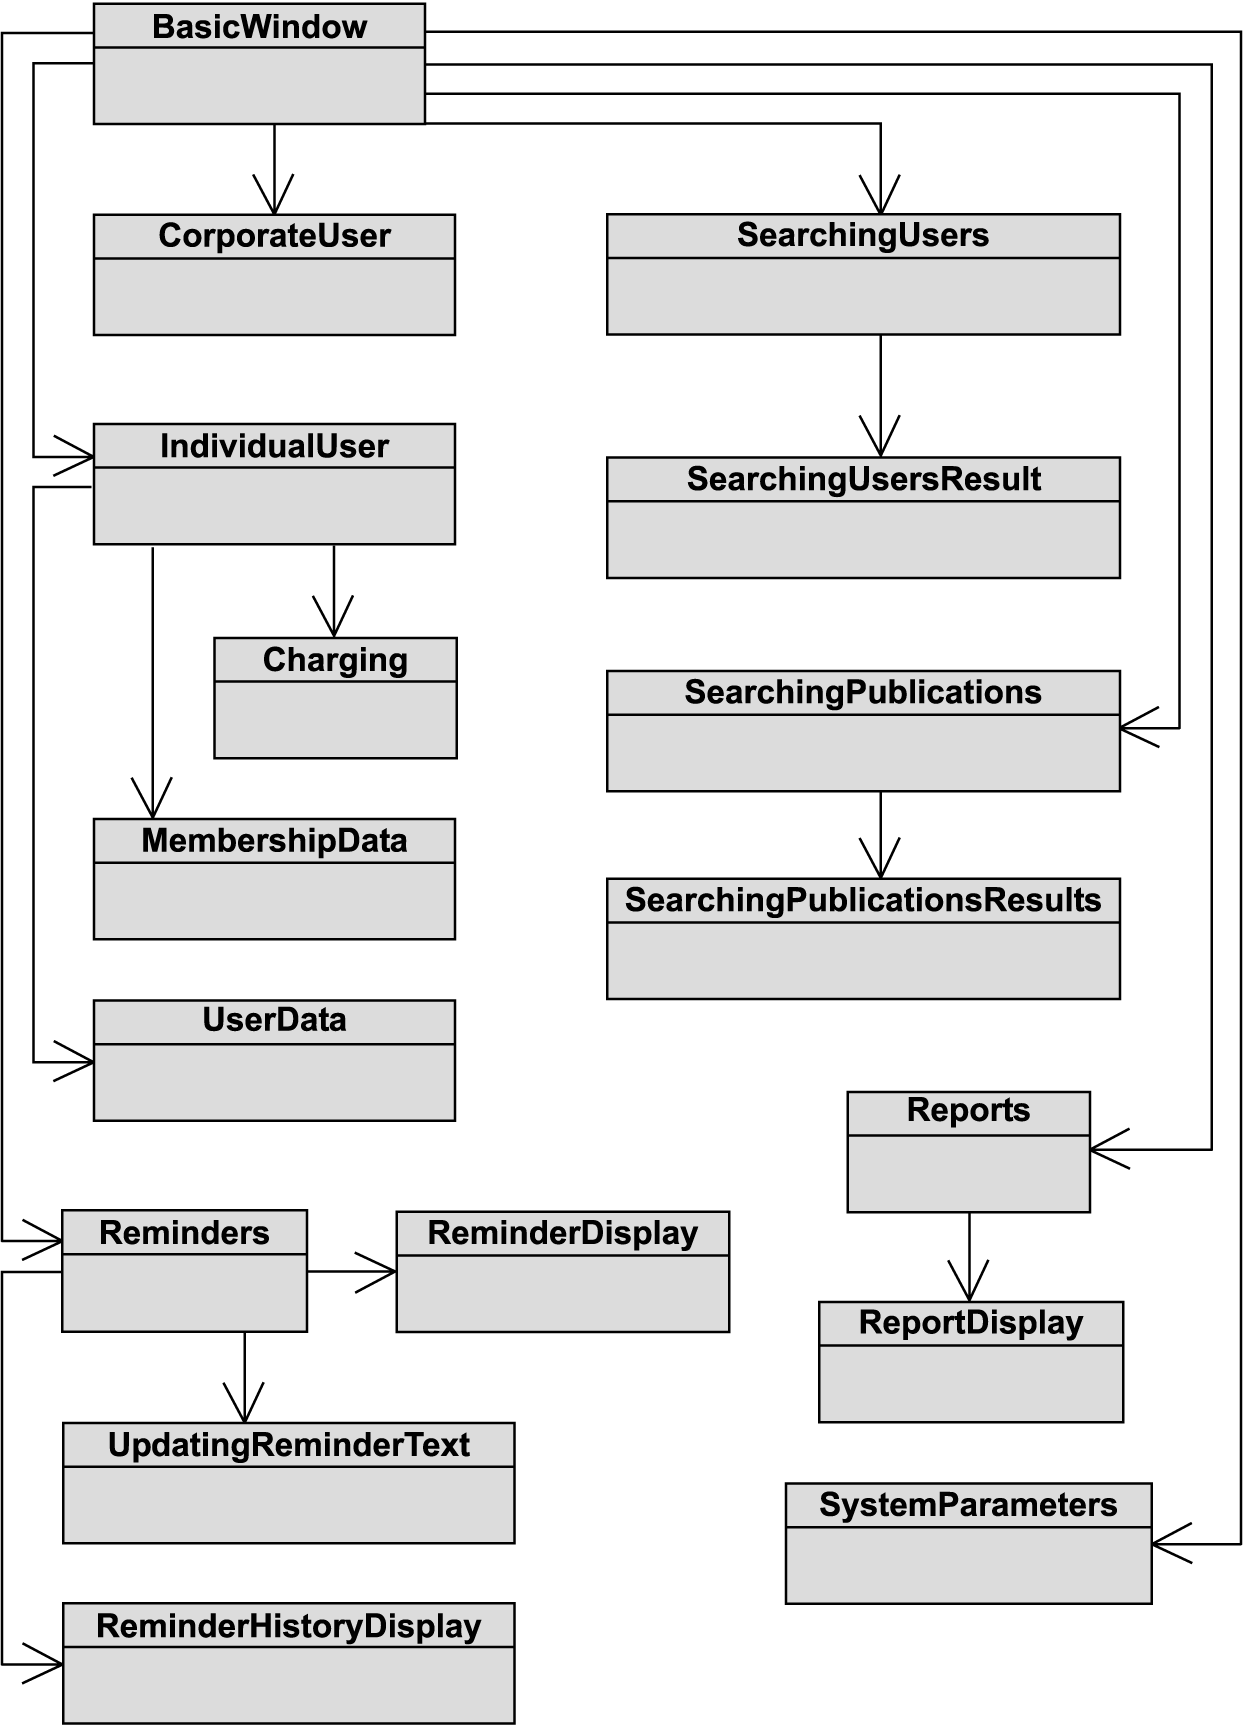 BasicWindow
CorporateUser
SearchingUsers
IndividualUser
SearchingUsersResult
Charging
SearchingPublications
MembershipData
SearchingPublicationsResults
UserData
Reports
Reminders
ReminderDisplay
ReportDisplay
UpdatingReminderText
SystemParameters
ReminderHistoryDisplay